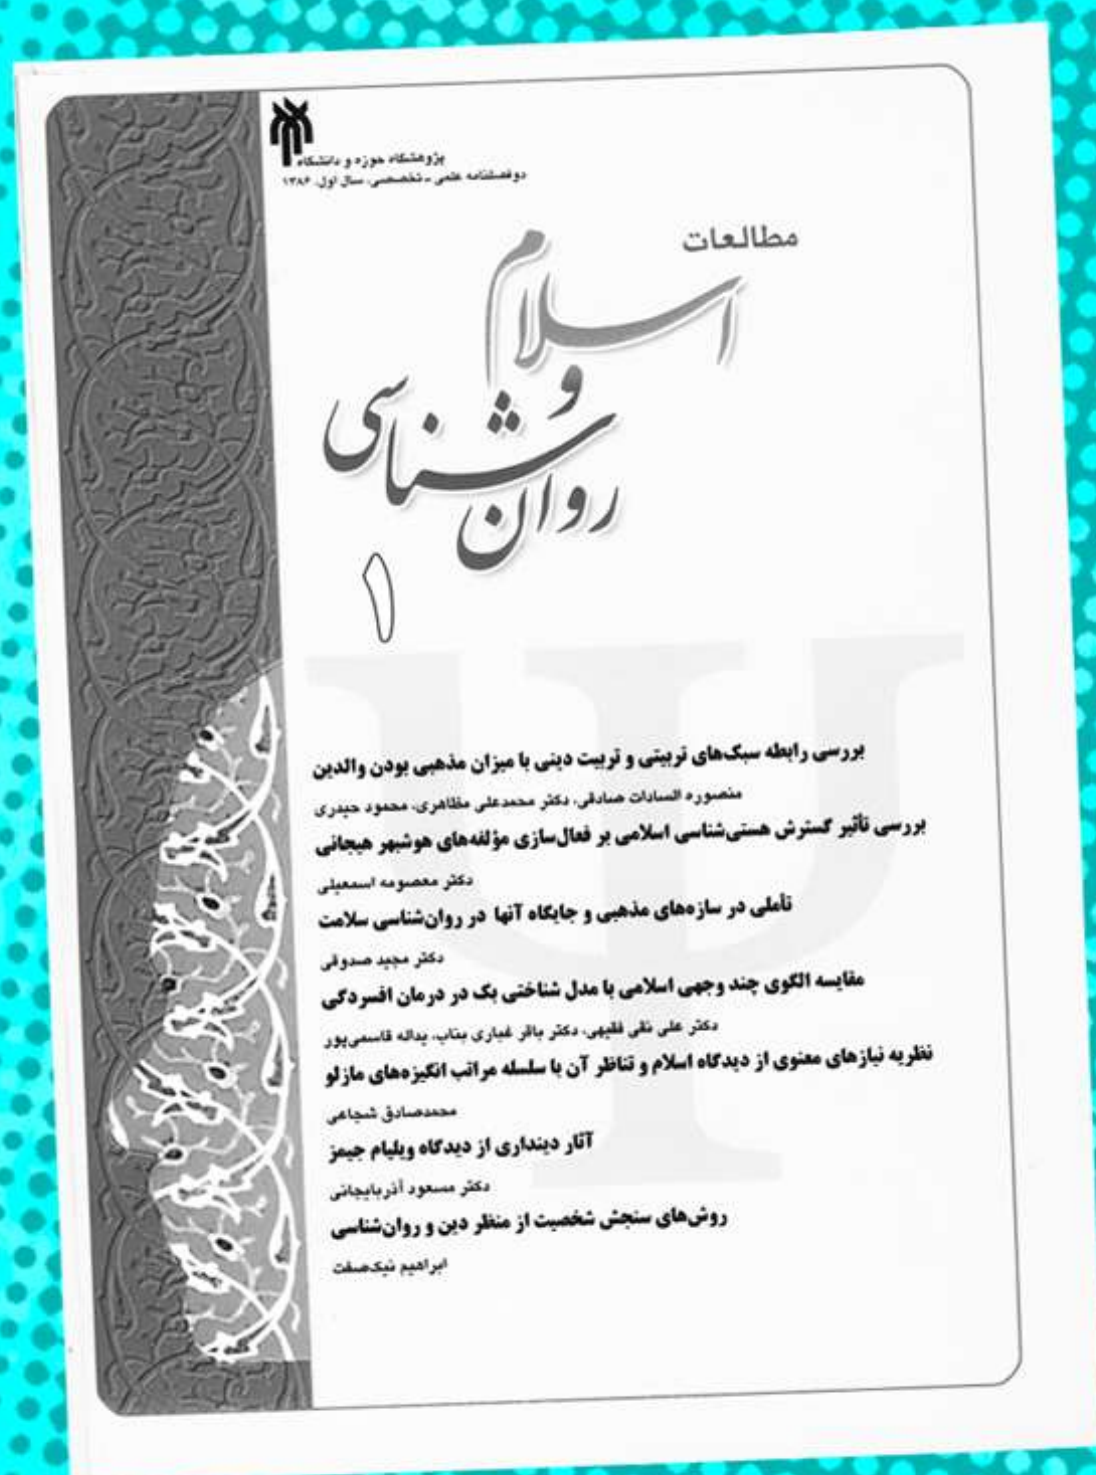 پژوهشگاه حوزه و دانشگاه
دوفصلنامه علمی - تخصصی، سال اول، ۱۳۸۶
مطالعات
اسلام
و
روان‌شناسی
۱
بررسی رابطه سبک‌های تربیتی و تربیت دینی با میزان مذهبی بودن والدین
منصوره السادات صادقی، دکتر محمدعلی مظاهری، محمود حیدری
بررسی تأثیر گسترش هستی‌شناسی اسلامی بر فعال‌سازی مؤلفه‌های هوشبهر هیجانی
دکتر معصومه اسمعیلی
تأملی در سازه‌های مذهبی و جایگاه آنها در روان‌شناسی سلامت
دکتر مجید صدوقی
مقایسه الگوی چند وجهی اسلامی با مدل شناختی بک در درمان افسردگی
دکتر علی نقی فقیهی، دکتر باقر غباری بناب، یداله قاسمی‌پور
نظریه نیازهای معنوی از دیدگاه اسلام و تناظر آن با سلسله مراتب انگیزه‌های مازلو
محمدصادق شجاعی
آثار دینداری از دیدگاه ویلیام جیمز
دکتر مسعود آذربایجانی
روش‌های سنجش شخصیت از منظر دین و روان‌شناسی
ابراهیم نیک‌صفت